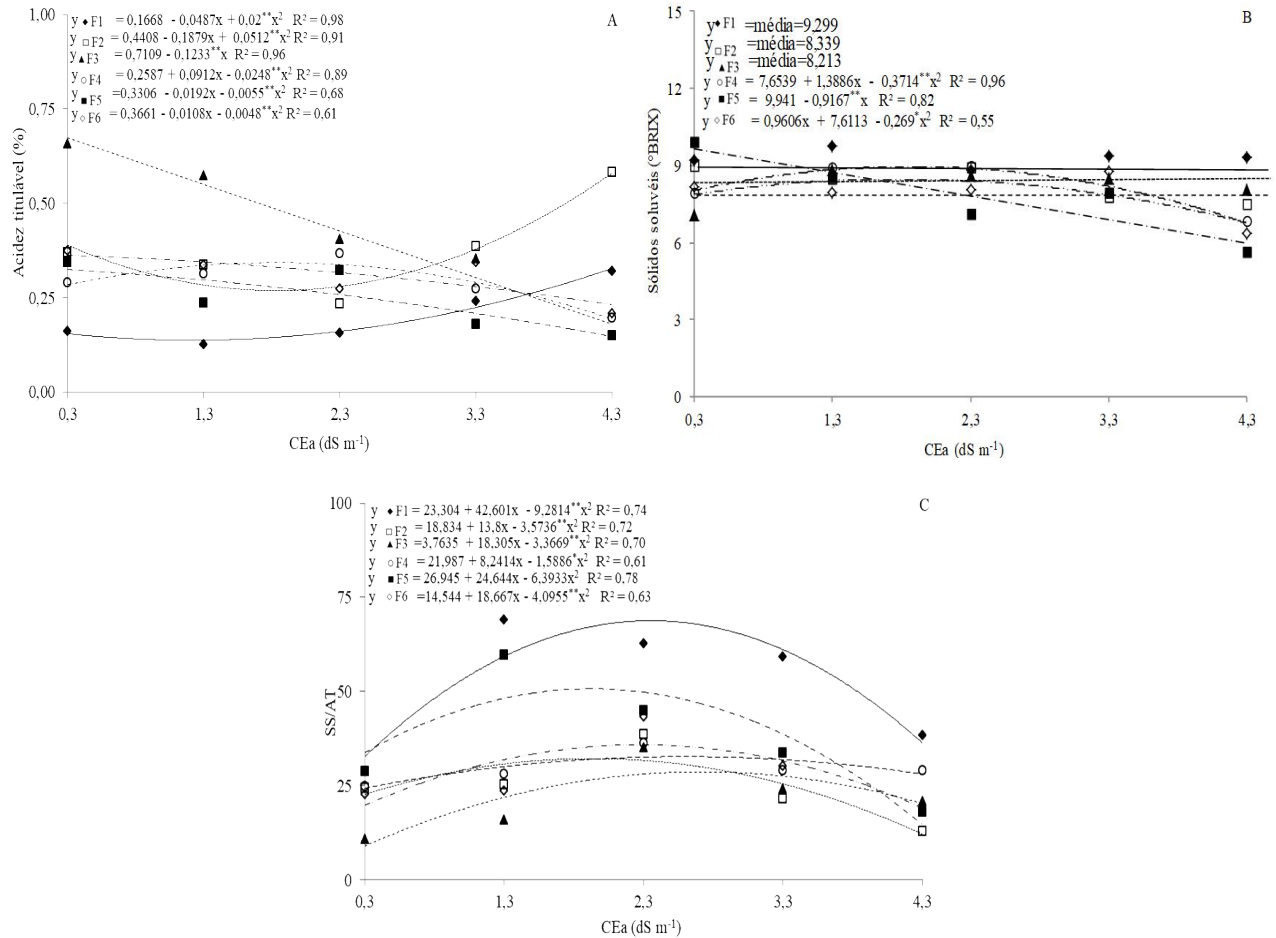 A
y ◆F1 = 0,1668 - 0,0487x + 0,02**x² R² = 0,98
y □F2 = 0,4408 - 0,1879x + 0,0512**x² R² = 0,91
y ▲F3 = 0,7109 - 0,1233**x R² = 0,96
y ○F4 = 0,2587 + 0,0912x - 0,0248**x² R² = 0,89
y ■F5 =0,3306 - 0,0192x - 0,0055**x² R² = 0,68
y ◇F6 = 0,3661 - 0,0108x - 0,0048**x² R² = 0,61
Acidez titulável (%)
1,00
0,75
0,50
0,25
0,00
0,3 1,3 2,3 3,3 4,3
CEa (dS m-1)
B
y ◆F1 =média=9,299
y □F2 =média=8,339
y ▲F3 =média=8,213
y ○F4 = 7,6539 + 1,3886x - 0,3714**x² R² = 0,96
y ■F5 = 9,941 -0,9167**x R² = 0,82
y ◇F6 = 0,9606x + 7,6113 -0,269*x² R² = 0,55
Sólidos soluvéis (°BRIX)
15
12
9
6
3
0
0,3 1,3 2,3 3,3 4,3
CEa (dS m-1)
C
y ◆F1 = 23,304 + 42,601x - 9,2814**x² R² = 0,74
y □F2 = 18,834 + 13,8x - 3,5736**x² R² = 0,72
y ▲F3 =3,7635 + 18,305x - 3,3669**x² R² = 0,70
y ○F4 = 21,987 + 8,2414x - 1,5886*x² R² = 0,61
y ■F5 = 26,945 + 24,644x - 6,3933x² R² = 0,78
y ◇F6 =14,544 + 18,667x - 4,0955**x² R² = 0,63
SS/AT
100
75
50
25
0
0,3 1,3 2,3 3,3 4,3
CEa (dS m-1)